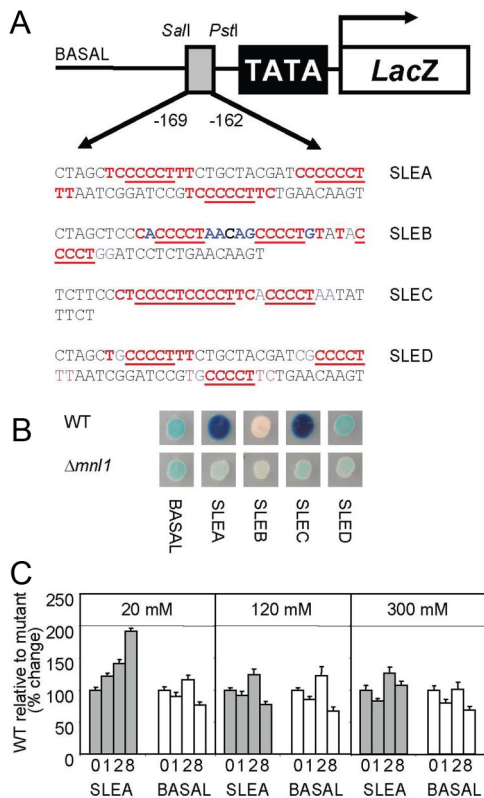 A
SalI PstI
BASAL
TATA
LacZ
-169 -162
CTAGCTCCCCCTTTCTGCTACGATCCCCCCT SLEA
TTAATCGGATCCGTCCCCCTTCTGAACAAGT
CTAGCTCCCACCCCTAACAGCCCCTGTATAC SLEB
CCCTGGATCCTCTGAACAAGT
TCTTCCCTCCCCTCCCCTTCACCCCTAATAT SLEC
TTCT
CTAGCTGCCCCTTTCTGCTACGATCGCCCCT SLED
TTAATCGGATCCGTGCCCCTTCTGAACAAGT
B
WT
Δmnl1
BASAL SLEA SLEB SLEC SLED
C
WT relative to mutant
(% change)
250
200
150
100
50
0
20 mM 120 mM 300 mM
0128 0128 0128 0128 0128 0128
SLEA BASAL SLEA BASAL SLEA BASAL